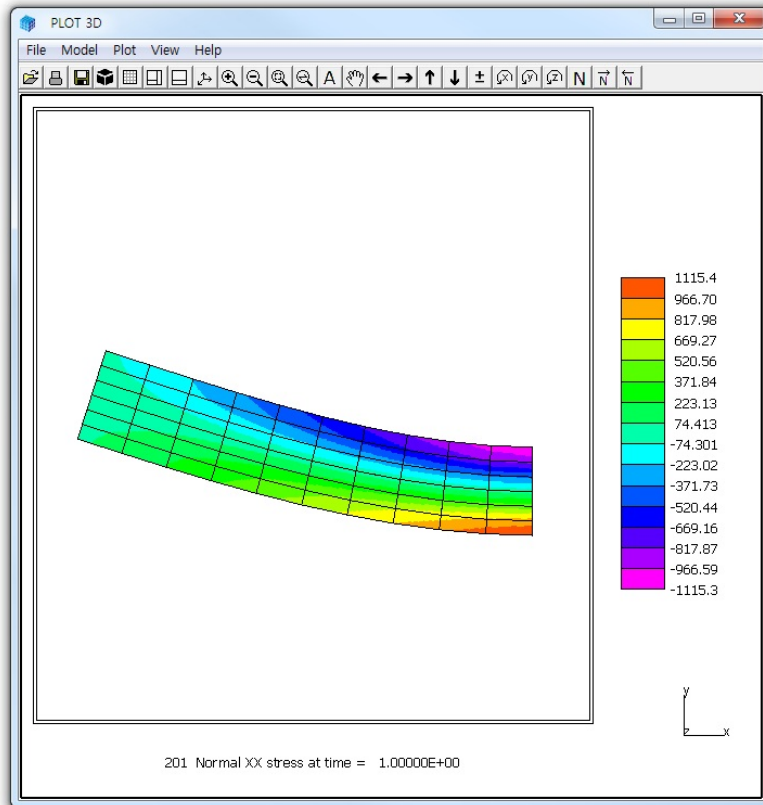 PLOT 3D
File Model Plot View Help
A X Y Z N N N
1115.4
966.70
817.98
669.27
520.56
371.84
223.13
74.413
-74.301
-223.02
-371.73
-520.44
-669.16
-817.87
-966.59
-1115.3
y
z x
201 Normal XX stress at time = 1.00000E+00